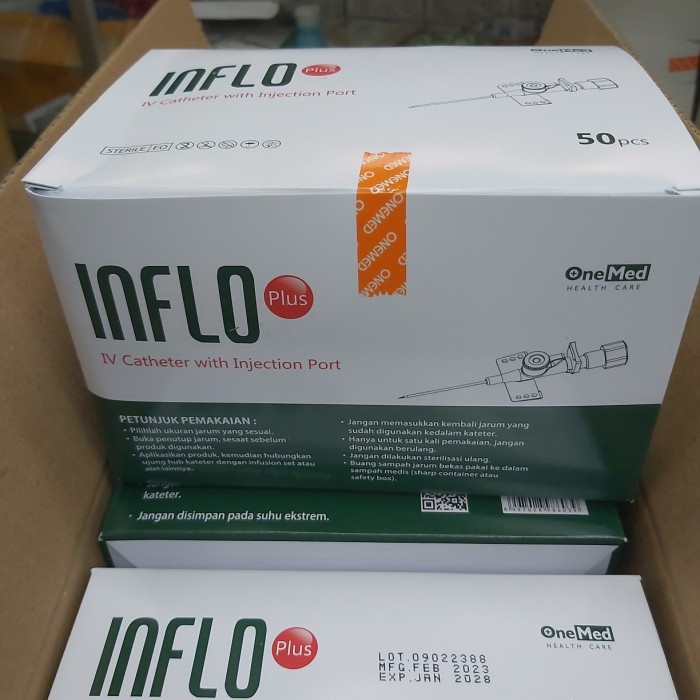 INFLO Plus
IV Catheter with Injection Port
OneMed
STERILE EO
50pcs
ONEMED
ONEMED
ONEMED
ONEMED
INFLO Plus
IV Catheter with Injection Port
OneMed
HEALTH CARE
PETUNJUK PEMAKAIAN :
• Pilihlah ukuran jarum yang sesuai.
• Buka penutup jarum, sesaat sebelum
produk digunakan.
• Aplikasikan produk, kemudian hubungkan
ujung hub kateter dengan infusion set atau
alat lainnya.
• Jangan memasukkan kembali jarum yang
sudah digunakan kedalam kateter.
• Hanya untuk satu kali pemakaian, jangan
digunakan berulang.
• Jangan dilakukan sterilisasi ulang.
• Buang sampah jarum bekas pakai ke dalam
sampah medis (sharp container atau
safety box).
kateter.
• Jangan disimpan pada suhu ekstrem.
INFLO Plus
OneMed
HEALTH CARE
LOT.09022388
MFG.FEB 2023
EXP.JAN 2028